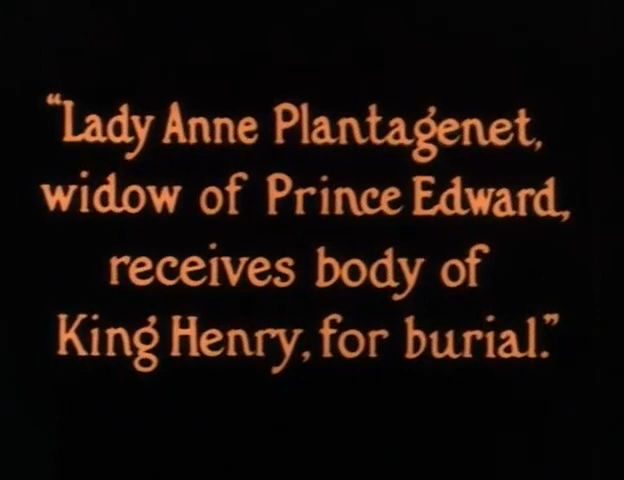 “Lady Anne Plantagenet,
widow of Prince Edward,
receives body of
King Henry, for burial.”